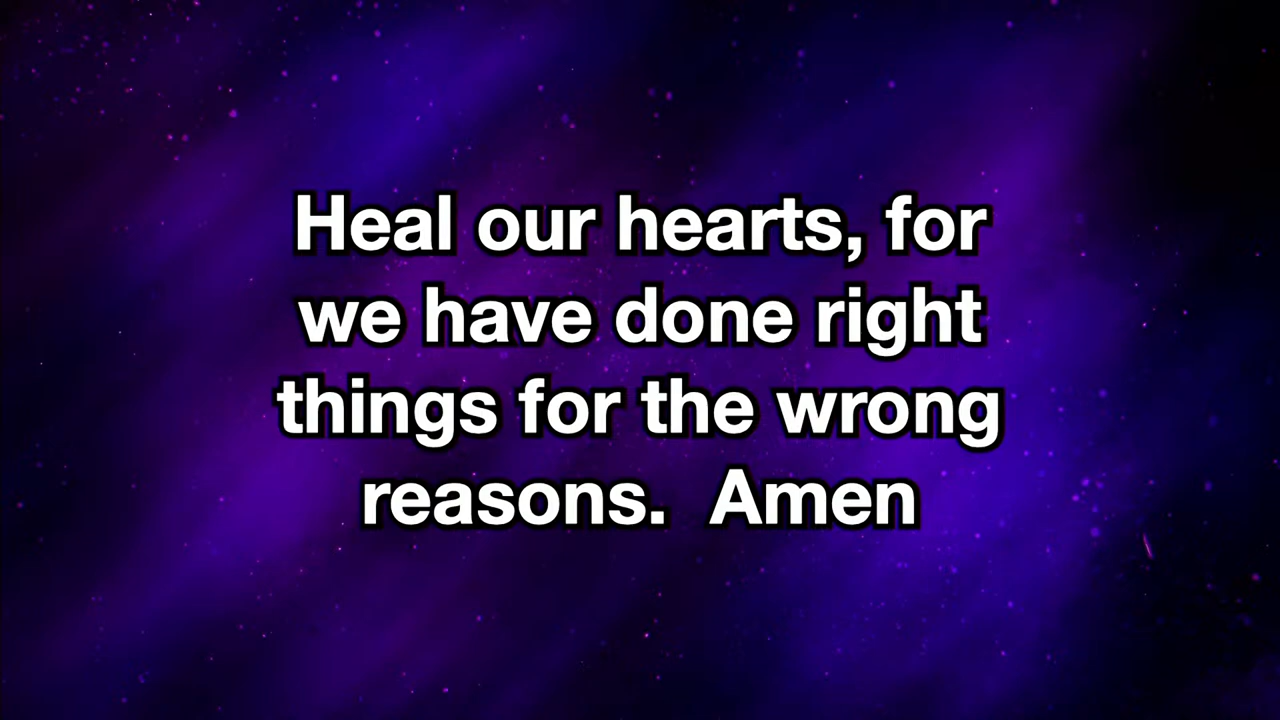 Heal our hearts, for
we have done right
things for the wrong
reasons.  Amen